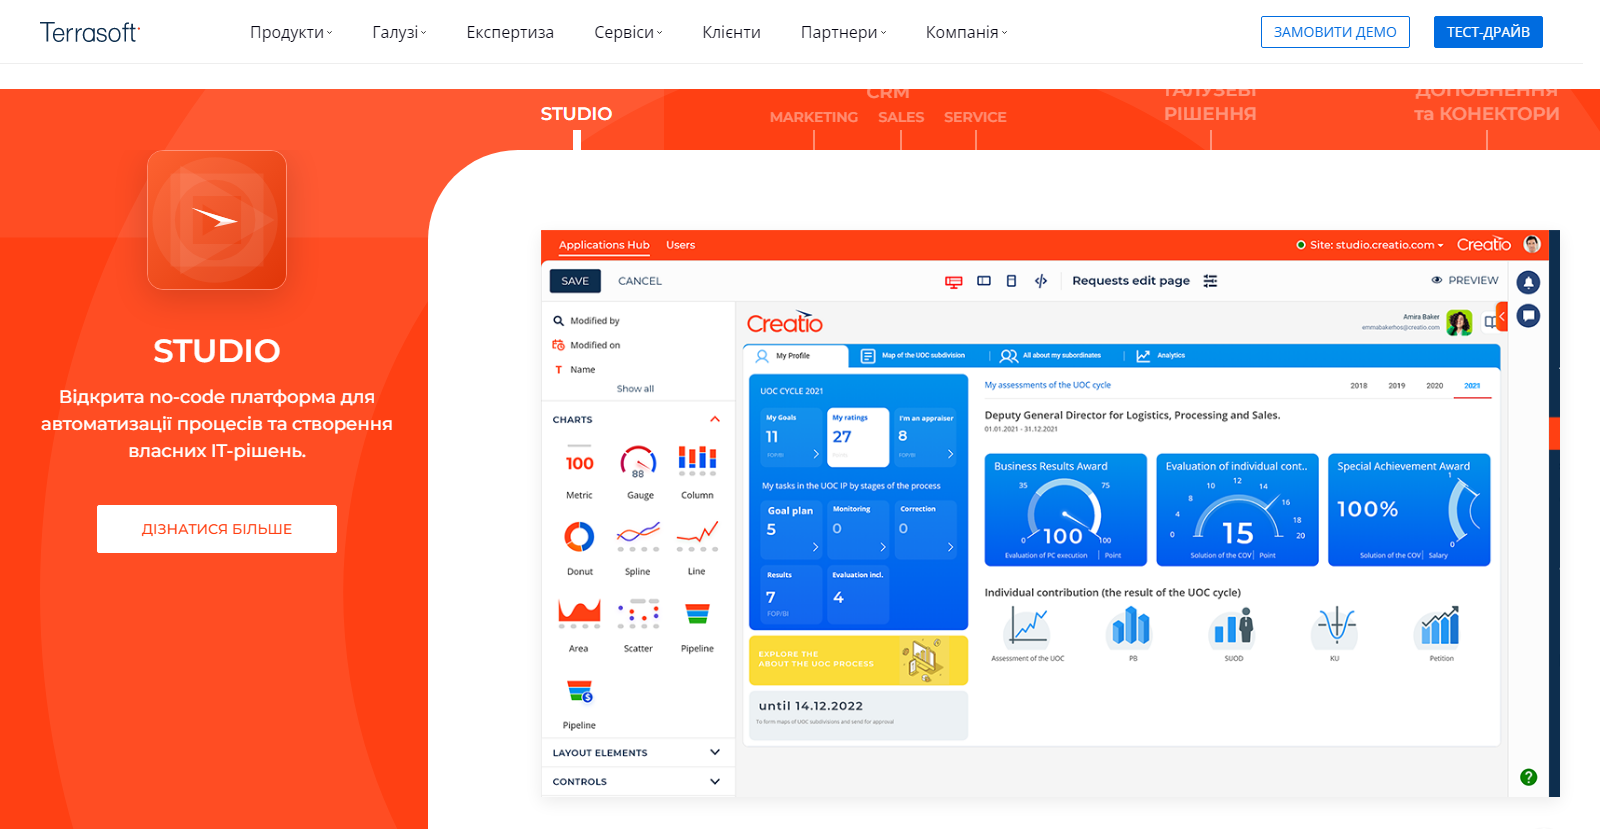 Terrasoft
Продукти
Галузі
Експертиза
Сервіси
Клієнти
Партнери
Компанія
ЗАМОВИТИ ДЕМО
ТЕСТ-ДРАЙВ
STUDIO
CRM
MARKETING
SALES
SERVICE
ГАЛУЗЕВІ
РІШЕННЯ
ДОПОВНЕННЯ
та КОНЕКТОРИ
STUDIO
Відкрита no-code платформа для
автоматизації процесів та створення
власних ІТ-рішень.
ДІЗНАТИСЯ БІЛЬШЕ
Applications Hub
Users
Site: studio.creatio.com
Creatio
SAVE
CANCEL
Requests edit page
PREVIEW
Modified by
Modified on
Name
Show all
CHARTS
100
88
Metric
Gauge
Column
Donut
Spline
Line
Area
Scatter
Pipeline
Pipeline
LAYOUT ELEMENTS
CONTROLS
Creatio
Amira Baker
emmabakerhos@creatio.com
My Profile
Map of the UOC subdivision
All about my subordinates
Analytics
UOC CYCLE 2021
My Goals
11
FOP/BI
My ratings
27
I'm an appraiser
8
FOP/BI
My tasks in the UOC IP by stages of the process
Goal plan
5
Monitoring
0
Correction
0
Results
7
FOP/BI
Evaluation incl.
4
EXPLORE THE
ABOUT THE UOC PROCESS
until 14.12.2022
To form maps of UOC subdivisions and send for approval
My assessments of the UOC cycle
2018
2019
2020
2021
Deputy General Director for Logistics, Processing and Sales.
01.01.2021 - 31.12.2021
Business Results Award
35
75
0
100
100
Evaluation of PC execution
Point
Evaluation of individual cont..
0
4
8
10
12
14
16
18
20
15
Solution of the COV
Point
Special Achievement Award
100%
1
0
Solution of the COV
Salary
Individual contribution (the result of the UOC cycle)
Assessment of the UOC
PB
SUOD
KU
Petition